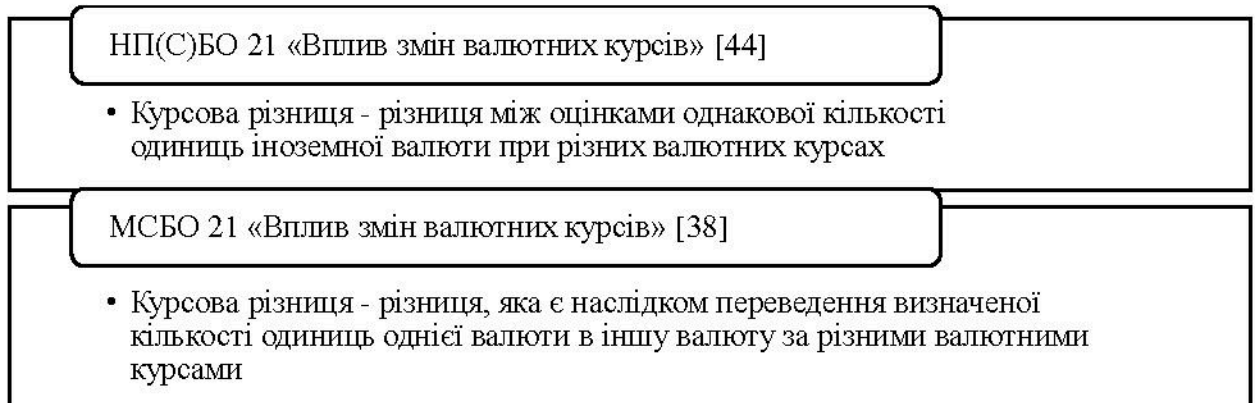 НП(С)БО 21 «Вплив змін валютних курсів» [44]
• Курсова різниця - різниця між оцінками однакової кількості
одиниць іноземної валюти при різних валютних курсах
МСБО 21 «Вплив змін валютних курсів» [38]
• Курсова різниця - різниця, яка є наслідком переведення визначеної
кількості одиниць однієї валюти в іншу валюту за різними валютними
курсами